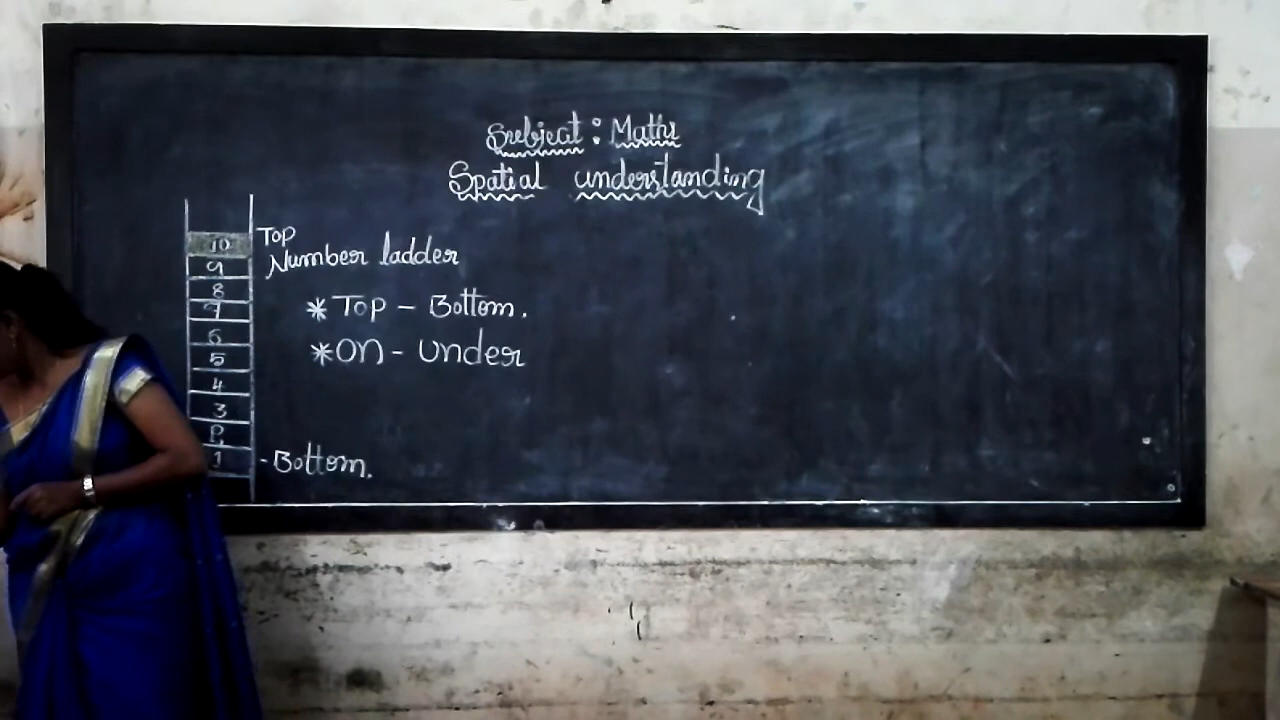 Subject : Maths
Spatial understanding
10 Top
9 Number ladder
8
7 * Top - Bottom.
6
5 * ON - Under
4
3
2
1 - Bottom.